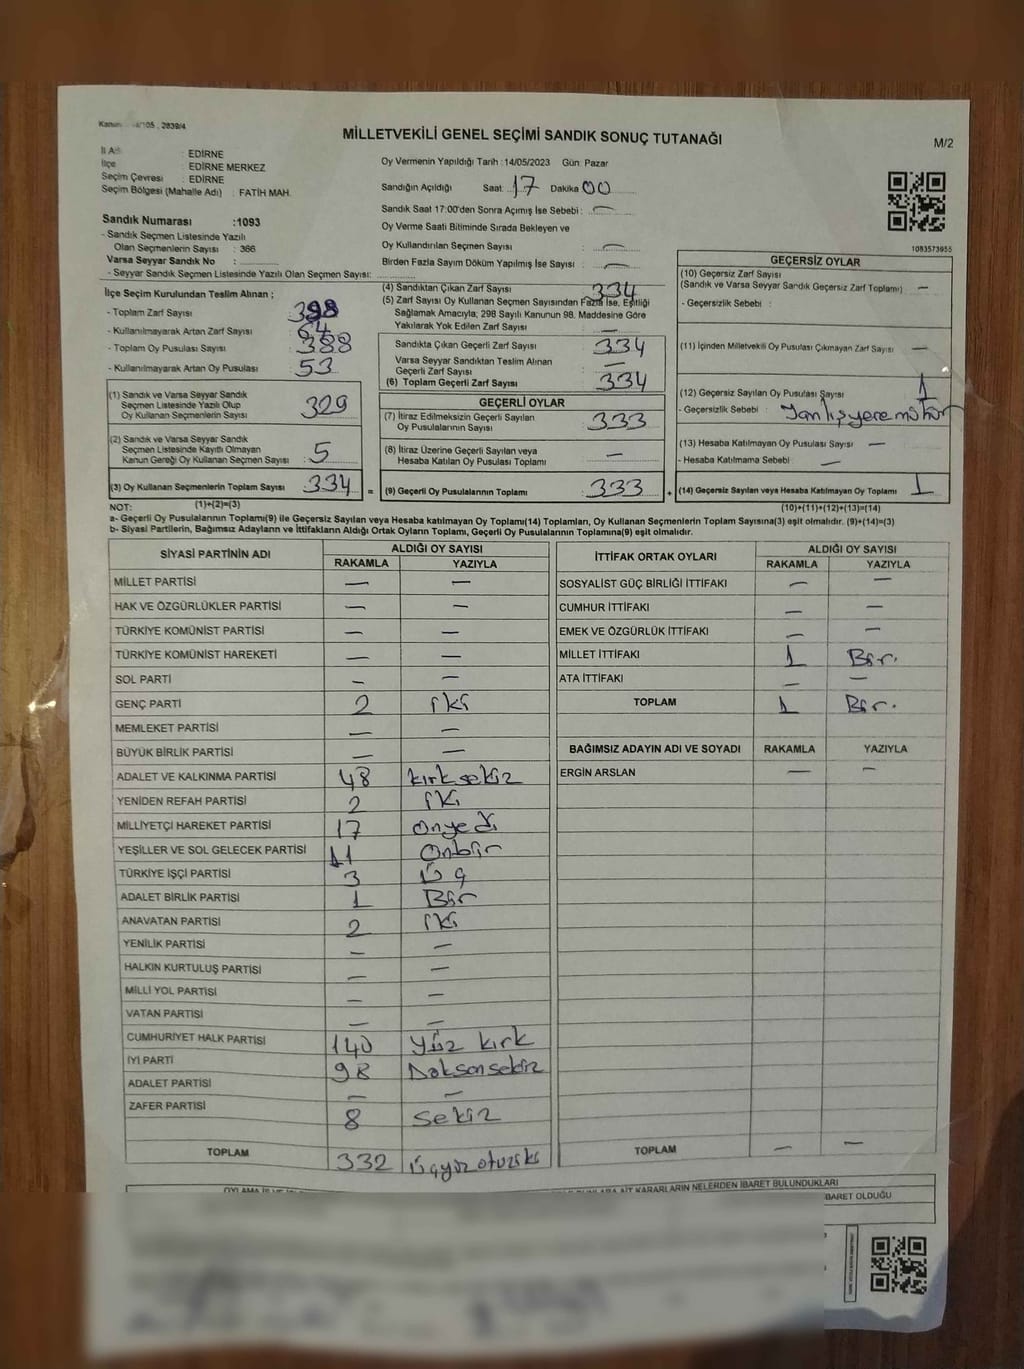 2839/4
MİLLETVEKİLİ GENEL SEÇİMİ SANDIK SONUÇ TUTANAĞI
M/2
İl Adı : EDİRNE
İlçe : EDİRNE MERKEZ
Seçim Çevresi : EDİRNE
Seçim Bölgesi (Mahalle Adı) : FATİH MAH.
Oy Vermenin Yapıldığı Tarih : 14/05/2023 Gün: Pazar
Sandığın Açıldığı Saat: 17 Dakika 00
Sandık Saat 17:00'den Sonra Açılmış İse Sebebi : —
Oy Verme Saati Bitiminde Sırada Bekleyen ve
Oy Kullandırılan Seçmen Sayısı : —
Birden Fazla Sayım Döküm Yapılmış İse Sayısı : —
1083573955
Sandık Numarası :1093
- Sandık Seçmen Listesinde Yazılı
Olan Seçmenlerin Sayısı : 366
Varsa Seyyar Sandık No :
- Seyyar Sandık Seçmen Listesinde Yazılı Olan Seçmen Sayısı:
İlçe Seçim Kurulundan Teslim Alınan ;
- Toplam Zarf Sayısı : 398
- Kullanılmayarak Artan Zarf Sayısı : 64
- Toplam Oy Pusulası Sayısı : 388
- Kullanılmayarak Artan Oy Pusulası : 53
(1) Sandık ve Varsa Seyyar Sandık
Seçmen Listesinde Yazılı Olup
Oy Kullanan Seçmenlerin Sayısı : 329
(2) Sandık ve Varsa Seyyar Sandık
Seçmen Listesinde Kayıtlı Olmayan
Kanun Gereği Oy Kullanan Seçmen Sayısı : 5
(3) Oy Kullanan Seçmenlerin Toplam Sayısı : 334
(4) Sandıktan Çıkan Zarf Sayısı : 334
(5) Zarf Sayısı Oy Kullanan Seçmen Sayısından Fazla İse, Eşitliği
Sağlamak Amacıyla, 298 Sayılı Kanunun 98. Maddesine Göre
Yakılarak Yok Edilen Zarf Sayısı : —
Sandıkta Çıkan Geçerli Zarf Sayısı : 334
Varsa Seyyar Sandıktan Teslim Alınan
Geçerli Zarf Sayısı : —
(6) Toplam Geçerli Zarf Sayısı : 334
GEÇERLİ OYLAR
(7) İtiraz Edilmeksizin Geçerli Sayılan
Oy Pusulalarının Sayısı : 333
(8) İtiraz Üzerine Geçerli Sayılan veya
Hesaba Katılan Oy Pusulası Toplamı : —
= (9) Geçerli Oy Pusulalarının Toplamı : 333 +
GEÇERSİZ OYLAR
(10) Geçersiz Zarf Sayısı
(Sandık ve Varsa Seyyar Sandık Geçersiz Zarf Toplamı) : —
- Geçersizlik Sebebi :
(11) İçinden Milletvekili Oy Pusulası Çıkmayan Zarf Sayısı : —
(12) Geçersiz Sayılan Oy Pusulası Sayısı : 1
- Geçersizlik Sebebi : Yanlış yere mühür
(13) Hesaba Katılmayan Oy Pusulası Sayısı : —
- Hesaba Katılmama Sebebi : —
(14) Geçersiz Sayılan veya Hesaba Katılmayan Oy Toplamı : 1
NOT: (1)+(2)=(3) (10)+(11)+(12)+(13)=(14)
a- Geçerli Oy Pusulalarının Toplamı(9) ile Geçersiz Sayılan veya Hesaba katılmayan Oy Toplamı(14) Toplamları, Oy Kullanan Seçmenlerin Toplam Sayısına(3) eşit olmalıdır. (9)+(14)=(3)
b- Siyasi Partilerin, Bağımsız Adayların ve İttifakların Aldığı Ortak Oyların Toplamı, Geçerli Oy Pusulalarının Toplamına(9) eşit olmalıdır.
SİYASİ PARTİNİN ADI ALDIĞI OY SAYISI
RAKAMLA YAZIYLA
MİLLET PARTİSİ — —
HAK VE ÖZGÜRLÜKLER PARTİSİ — —
TÜRKİYE KOMÜNİST PARTİSİ — —
TÜRKİYE KOMÜNİST HAREKETİ — —
SOL PARTİ — —
GENÇ PARTİ 2 iki
MEMLEKET PARTİSİ — —
BÜYÜK BİRLİK PARTİSİ — —
ADALET VE KALKINMA PARTİSİ 48 kırk sekiz
YENİDEN REFAH PARTİSİ 2 iki
MİLLİYETÇİ HAREKET PARTİSİ 17 Onyedi
YEŞİLLER VE SOL GELECEK PARTİSİ 11 Onbir
TÜRKİYE İŞÇİ PARTİSİ 3 Üç
ADALET BİRLİK PARTİSİ 1 Bir
ANAVATAN PARTİSİ 2 iki
YENİLİK PARTİSİ — —
HALKIN KURTULUŞ PARTİSİ — —
MİLLİ YOL PARTİSİ — —
VATAN PARTİSİ — —
CUMHURİYET HALK PARTİSİ 140 Yüz kırk
İYİ PARTİ 98 Doksansekiz
ADALET PARTİSİ — —
ZAFER PARTİSİ 8 Sekiz
TOPLAM 332 Üçyüz otuziki
İTTİFAK ORTAK OYLARI ALDIĞI OY SAYISI
RAKAMLA YAZIYLA
SOSYALİST GÜÇ BİRLİĞİ İTTİFAKI — —
CUMHUR İTTİFAKI — —
EMEK VE ÖZGÜRLÜK İTTİFAKI — —
MİLLET İTTİFAKI 1 Bir.
ATA İTTİFAKI — —
TOPLAM 1 Bir.
BAĞIMSIZ ADAYIN ADI VE SOYADI RAKAMLA YAZIYLA
ERGİN ARSLAN — —
TOPLAM — —
KARARLARIN NELERDEN İBARET BULUNDUKLARI
İBARET OLDUĞU